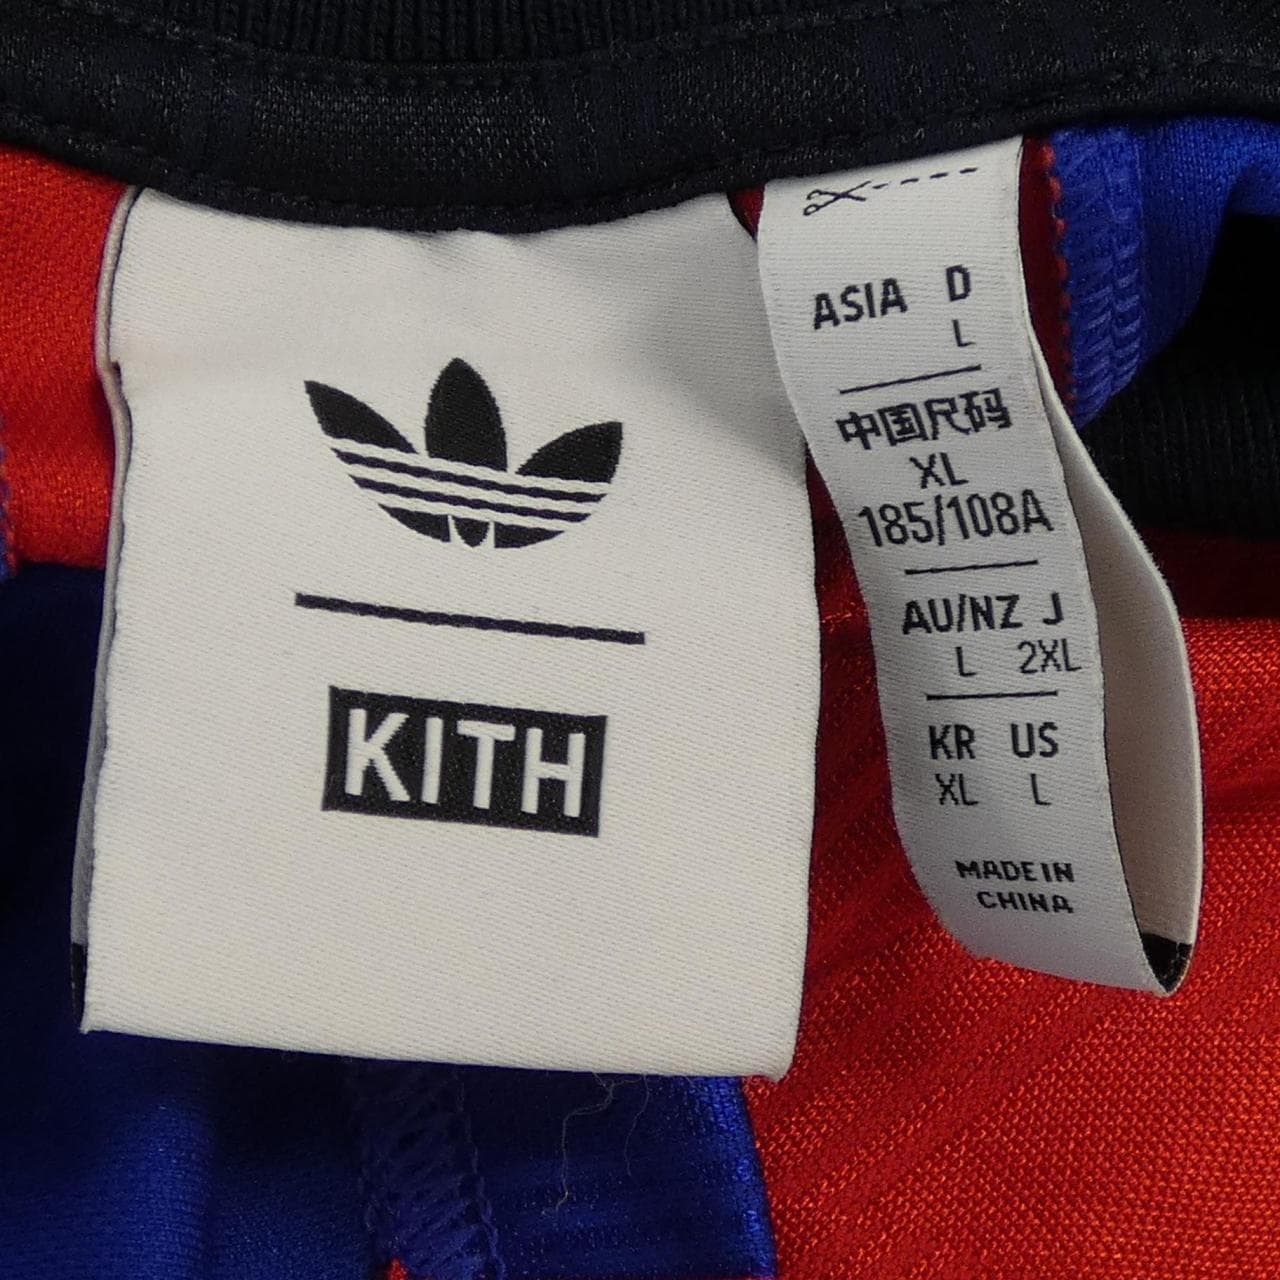 KITH
ASIA D
L
中国尺码
XL
185/108A
AU/NZ J
L 2XL
KR US
XL L
MADE IN
CHINA